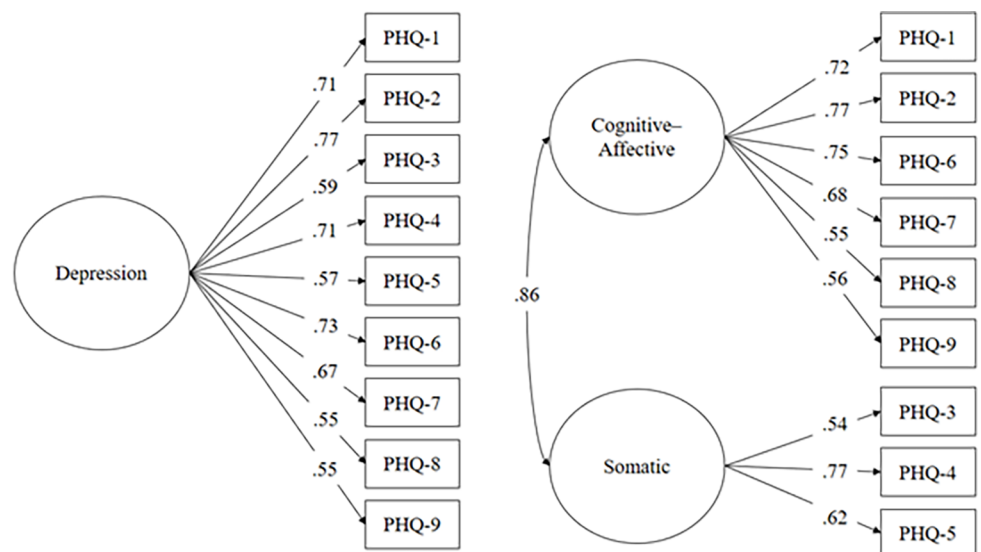 Depression
.71
.77
.59
.71
.57
.73
.67
.55
.55
PHQ-1
PHQ-2
PHQ-3
PHQ-4
PHQ-5
PHQ-6
PHQ-7
PHQ-8
PHQ-9
.86
Cognitive–
Affective
.72
.77
.75
.68
.55
.56
PHQ-1
PHQ-2
PHQ-6
PHQ-7
PHQ-8
PHQ-9
Somatic
.54
.77
.62
PHQ-3
PHQ-4
PHQ-5